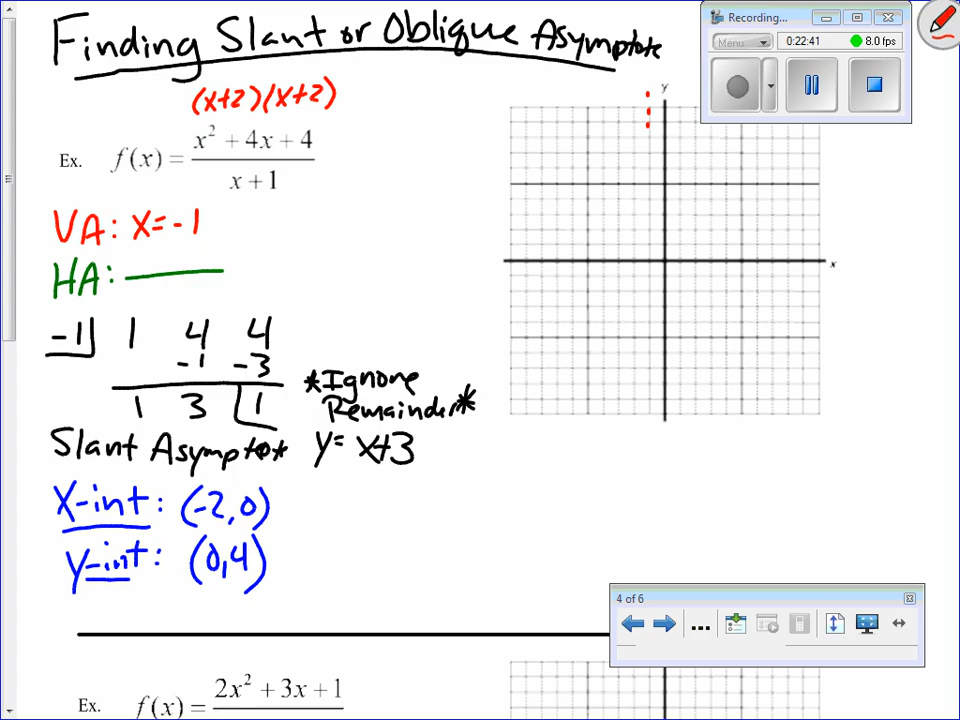 Finding Slant or Oblique Asymptote
(x+2)(x+2)
Ex. f(x) = x² + 4x + 4 / x + 1
VA: x = -1
HA: ―
-1 | 1 4 4
-1 -3
1 3 1
*Ignore
Remainder*
Slant Asymptote y = x+3
X-int: (-2,0)
y-int: (0,4)
Ex. f(x) = 2x² + 3x + 1
y
x
Recording...
Menu
0:22:41
8.0 fps
4 of 6
...